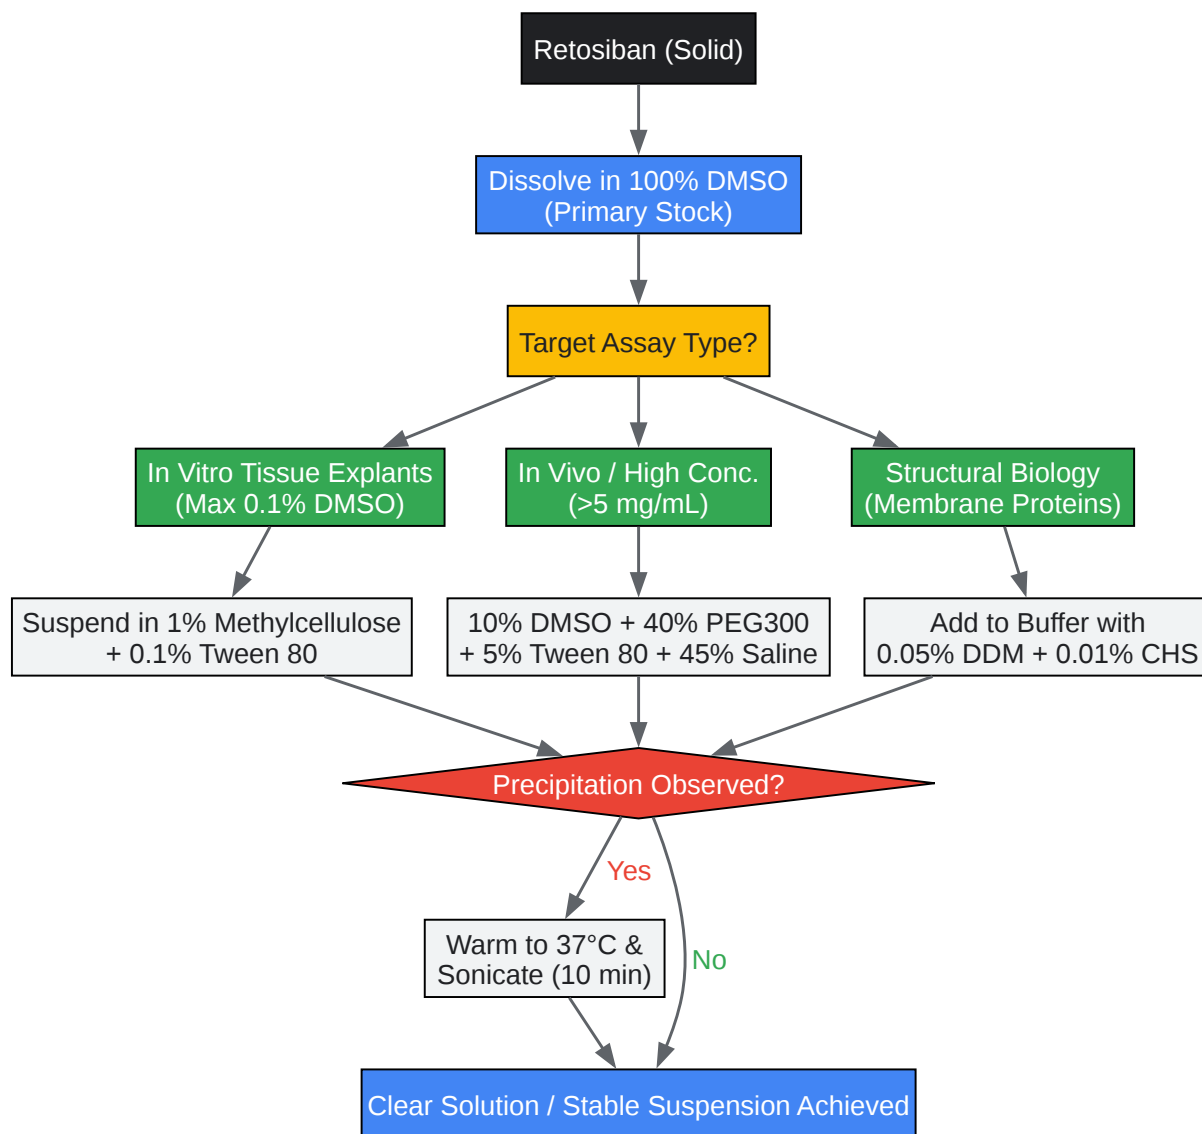 Retosiban (Solid)
Dissolve in 100% DMSO
(Primary Stock)
Target Assay Type?
In Vitro Tissue Explants
(Max 0.1% DMSO)
In Vivo / High Conc.
(>5 mg/mL)
Structural Biology
(Membrane Proteins)
Suspend in 1% Methylcellulose
+ 0.1% Tween 80
10% DMSO + 40% PEG300
+ 5% Tween 80 + 45% Saline
Add to Buffer with
0.05% DDM + 0.01% CHS
Precipitation Observed?
Yes
Warm to 37°C &
Sonicate (10 min)
No
Clear Solution / Stable Suspension Achieved